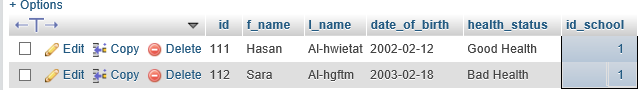 + Options
id f_name l_name date_of_birth health_status id_school
Edit Copy Delete 111 Hasan Al-hwietat 2002-02-12 Good Health 1
Edit Copy Delete 112 Sara Al-hgftm 2003-02-18 Bad Health 1